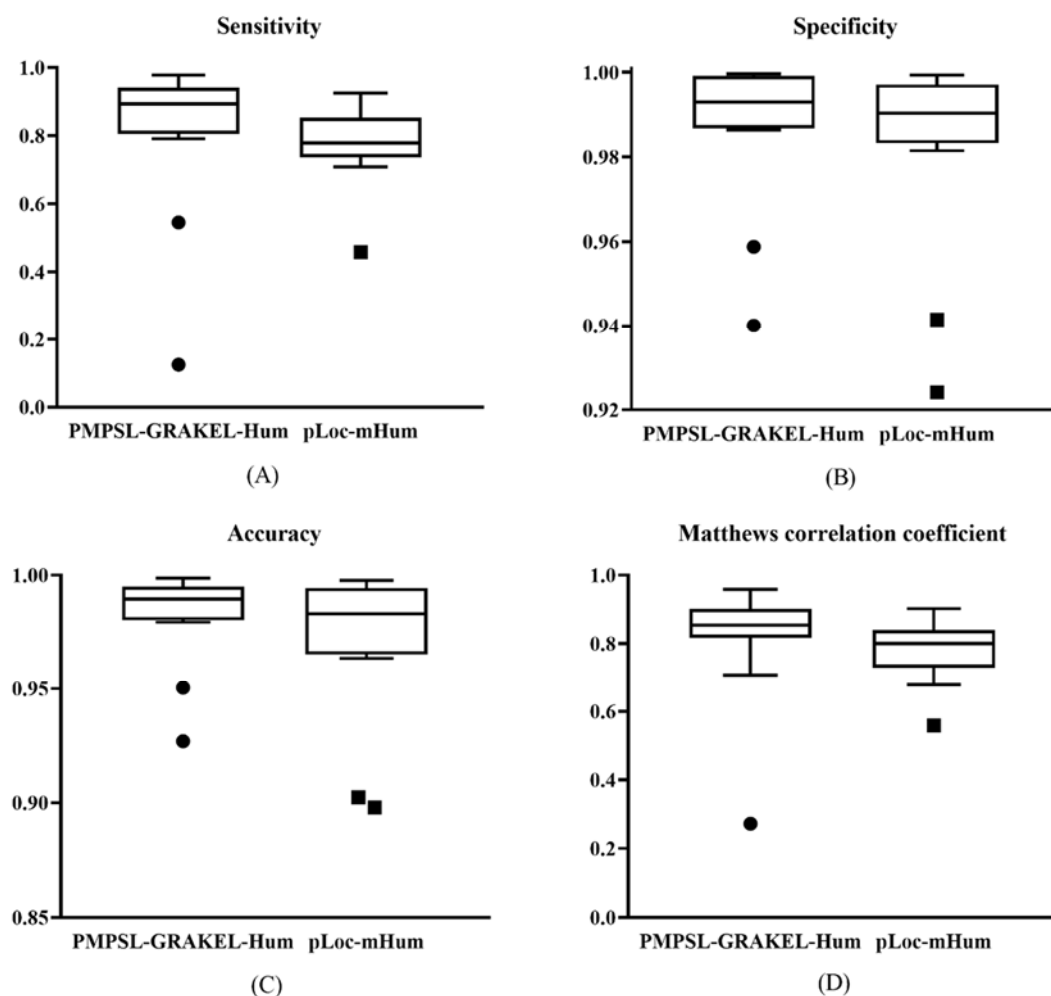 Sensitivity
1.0
0.8
0.6
0.4
0.2
0.0
PMPSL-GRAKEL-Hum pLoc-mHum
(A)
Specificity
1.00
0.98
0.96
0.94
0.92
PMPSL-GRAKEL-Hum pLoc-mHum
(B)
Accuracy
1.00
0.95
0.90
0.85
PMPSL-GRAKEL-Hum pLoc-mHum
(C)
Matthews correlation coefficient
1.0
0.8
0.6
0.4
0.2
0.0
PMPSL-GRAKEL-Hum pLoc-mHum
(D)